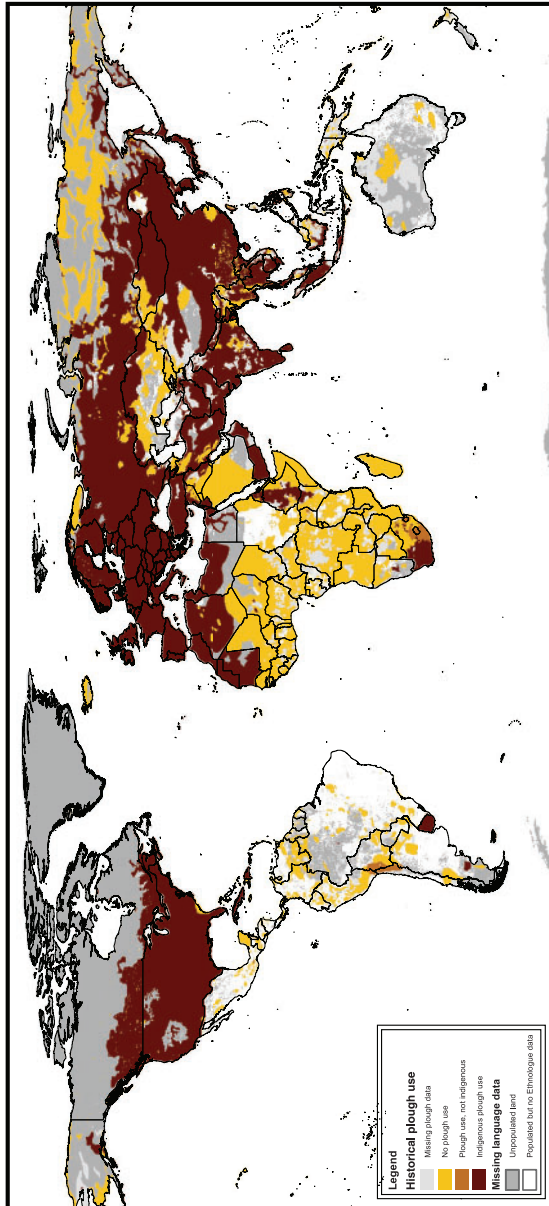 Legend
Historical plough use
Missing plough data
No plough use
Plough use, not indigenous
Indigenous plough use
Missing language data
Unpopulated land
Populated but no Ethnologue data